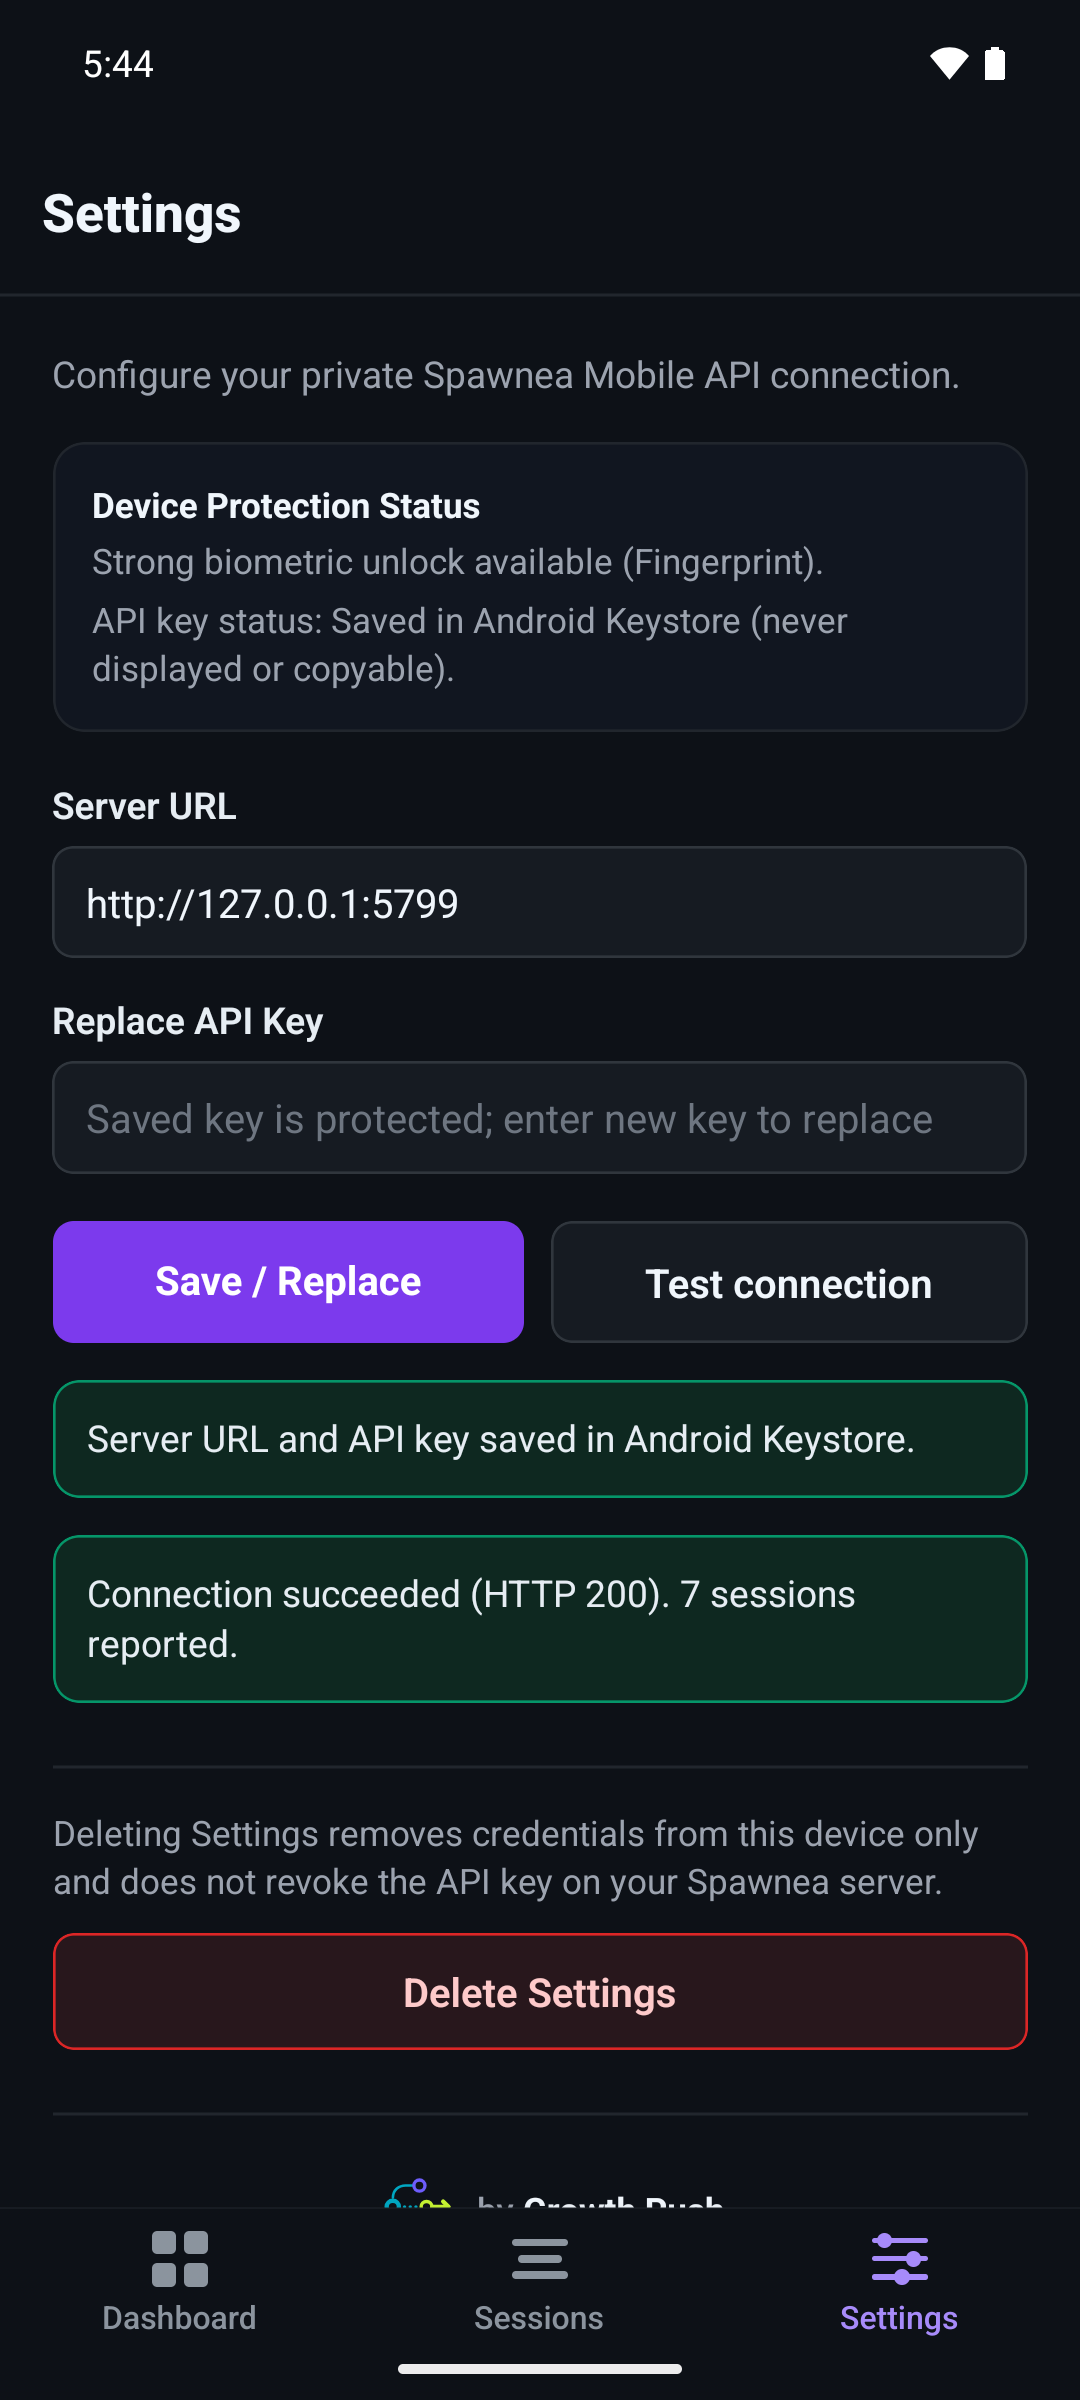 5:44
Settings
Configure your private Spawnea Mobile API connection.
Device Protection Status
Strong biometric unlock available (Fingerprint).
API key status: Saved in Android Keystore (never
displayed or copyable).
Server URL
http://127.0.0.1:5799
Replace API Key
Saved key is protected; enter new key to replace
Save / Replace
Test connection
Server URL and API key saved in Android Keystore.
Connection succeeded (HTTP 200). 7 sessions
reported.
Deleting Settings removes credentials from this device only
and does not revoke the API key on your Spawnea server.
Delete Settings
by Growth Push
Dashboard
Sessions
Settings